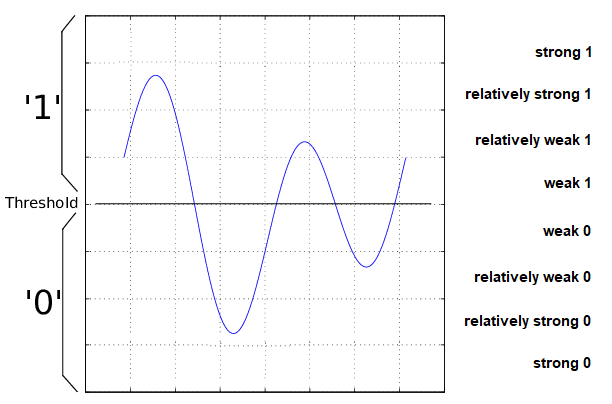 strong 1
relatively strong 1
'1'
relatively weak 1
weak 1
Threshold
weak 0
relatively weak 0
'0'
relatively strong 0
strong 0